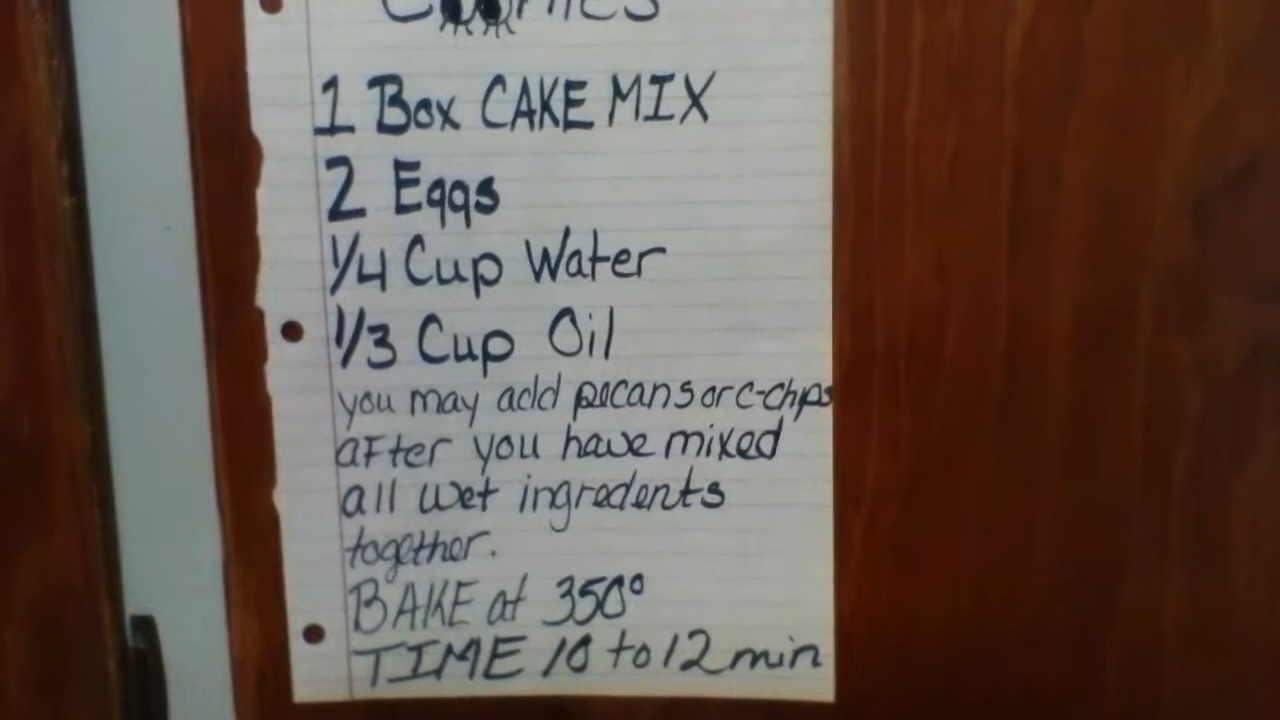 Cookies
1 Box CAKE MIX
2 Eggs
1/4 Cup Water
1/3 Cup Oil
you may add pecans or c-chips
after you have mixed
all wet ingredents
together.
BAKE at 350°
TIME 10 to 12 min